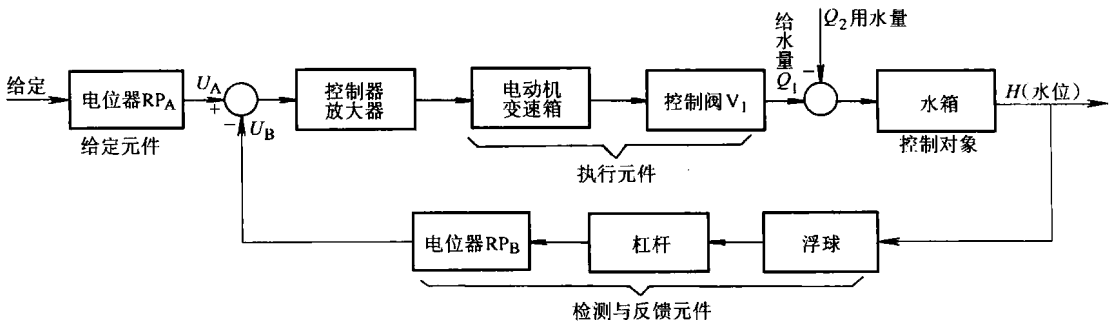 给定
电位器RP_A
给定元件
U_A
+
−
U_B
控制器
放大器
电动机
变速箱
控制阀V_1
执行元件
给水量Q_1
−
Q_2用水量
水箱
控制对象
H(水位)
电位器RP_B
杠杆
浮球
检测与反馈元件